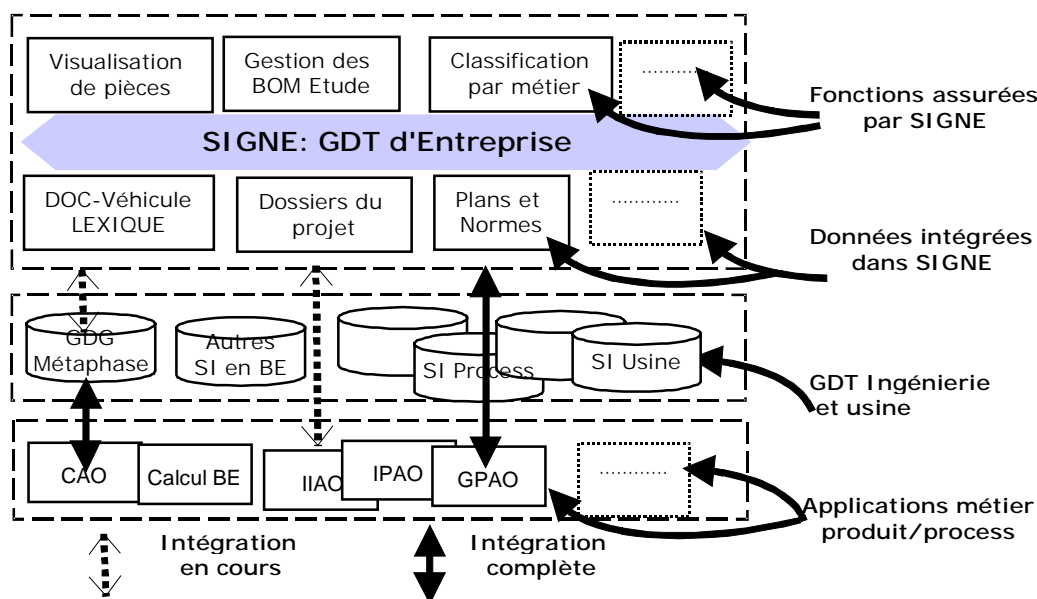 Visualisation
de pièces
Gestion des
BOM Etude
Classification
par métier
...........
Fonctions assurées
par SIGNE
SIGNE: GDT d'Entreprise
DOC-Véhicule
LEXIQUE
Dossiers du
projet
Plans et
Normes
............
Données intégrées
dans SIGNE
GDG
Métaphase
Autres
SI en BE
SI Process
SI Usine
GDT Ingénierie
et usine
CAO
Calcul BE
IIAO
IPAO
GPAO
............
Applications métier
produit/process
Intégration
en cours
Intégration
complète